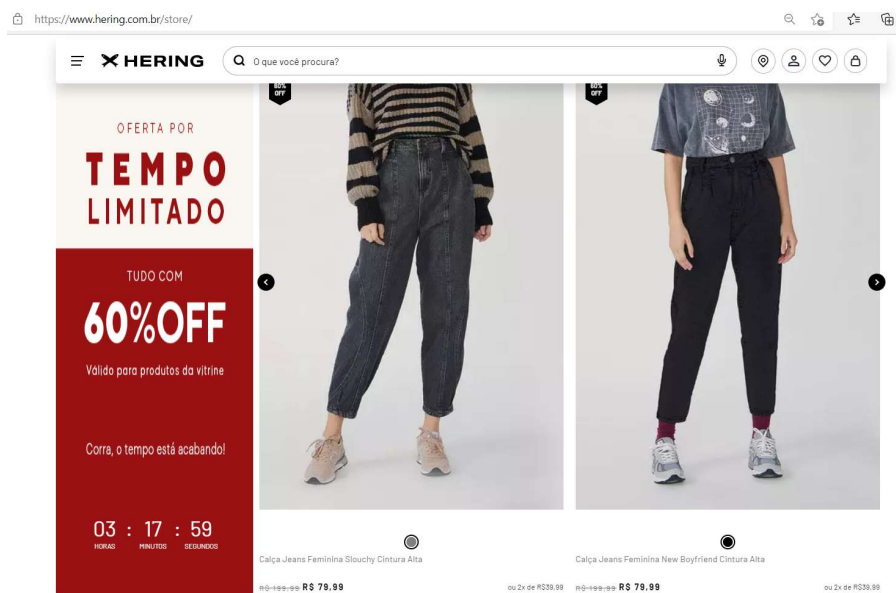 https://www.hering.com.br/store/
HERING
O que você procura?
OFERTA POR
TEMPO
LIMITADO
TUDO COM
60%OFF
Válido para produtos da vitrine
Corra, o tempo está acabando!
03 : 17 : 59
HORAS MINUTOS SEGUNDOS
60%
OFF
Calça Jeans Feminina Slouchy Cintura Alta
R$ 199,99 R$ 79,99 ou 2x de R$39,99
60%
OFF
Calça Jeans Feminina New Boyfriend Cintura Alta
R$ 199,99 R$ 79,99 ou 2x de R$39,99